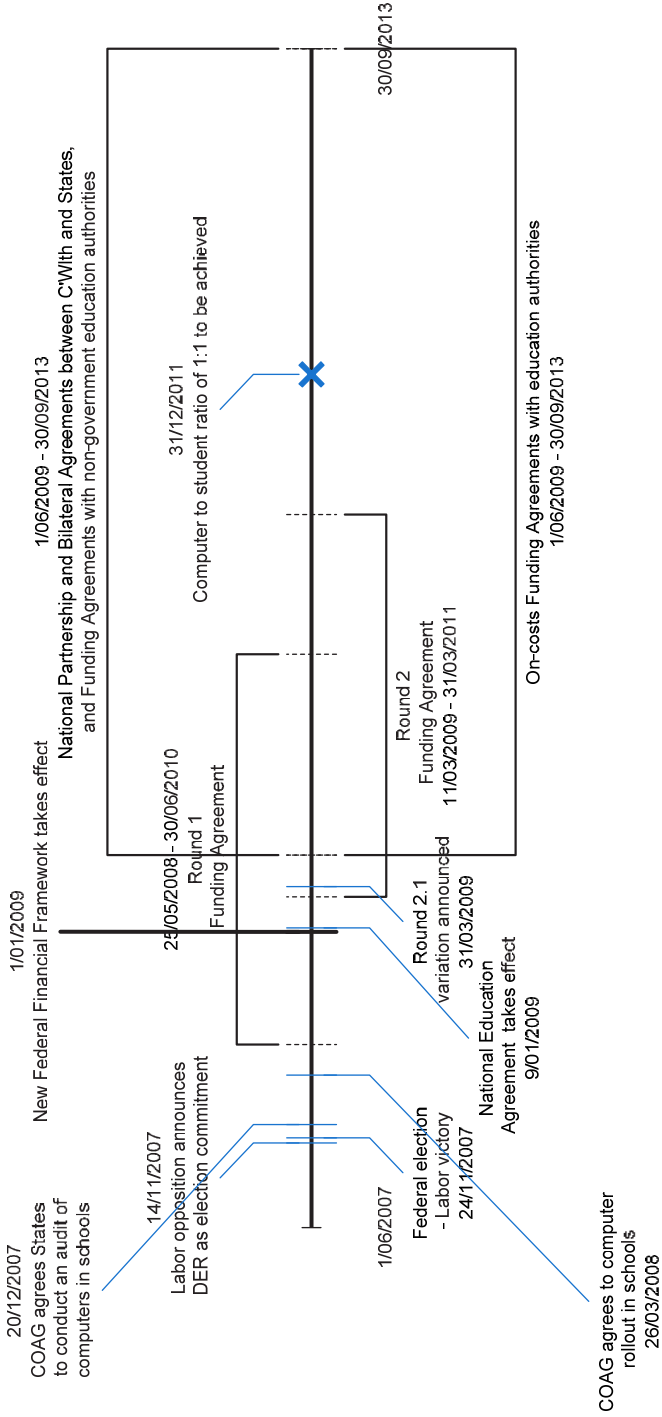 20/12/2007
COAG agrees States
to conduct an audit of
computers in schools
14/11/2007
Labor opposition announces
DER as election commitment
1/01/2009
New Federal Financial Framework takes effect
25/05/2008 - 30/06/2010
Round 1
Funding Agreement
1/06/2009 - 30/09/2013
National Partnership and Bilateral Agreements between C'Wlth and States,
and Funding Agreements with non-government education authorities
31/12/2011
Computer to student ratio of 1:1 to be achieved
1/06/2007
30/09/2013
Federal election
- Labor victory
24/11/2007
COAG agrees to computer
rollout in schools
26/03/2008
National Education
Agreement takes effect
9/01/2009
Round 2.1
variation announced
31/03/2009
Round 2
Funding Agreement
11/03/2009 - 31/03/2011
On-costs Funding Agreements with education authorities
1/06/2009 - 30/09/2013